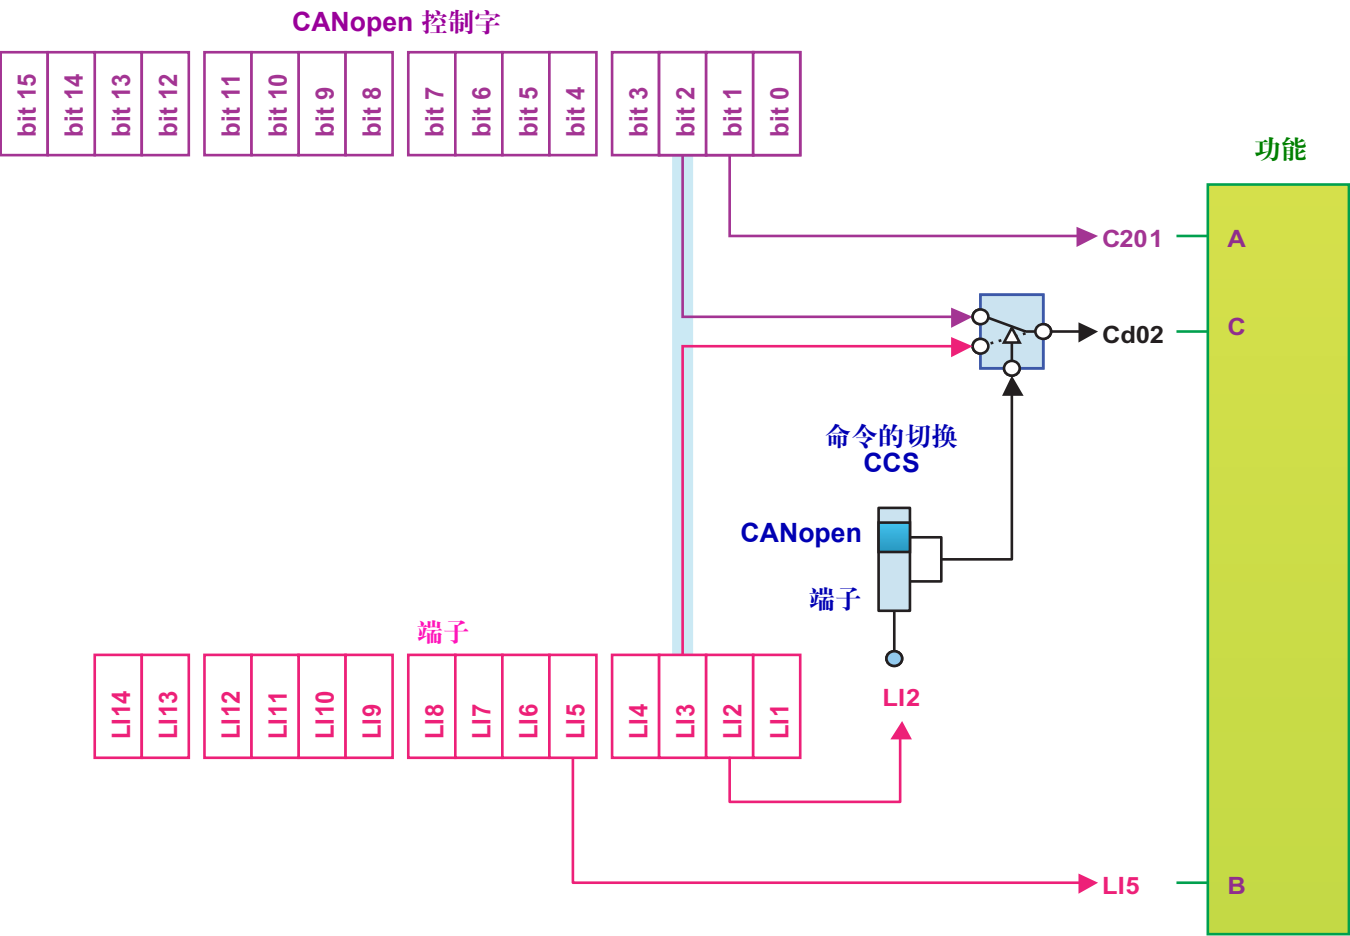 CANopen 控制字
bit 15
bit 14
bit 13
bit 12
bit 11
bit 10
bit 9
bit 8
bit 7
bit 6
bit 5
bit 4
bit 3
bit 2
bit 1
bit 0
功能
C201
A
Cd02
C
命令的切换
CCS
CANopen
端子
端子
LI14
LI13
LI12
LI11
LI10
LI9
LI8
LI7
LI6
LI5
LI4
LI3
LI2
LI1
LI2
LI5
B